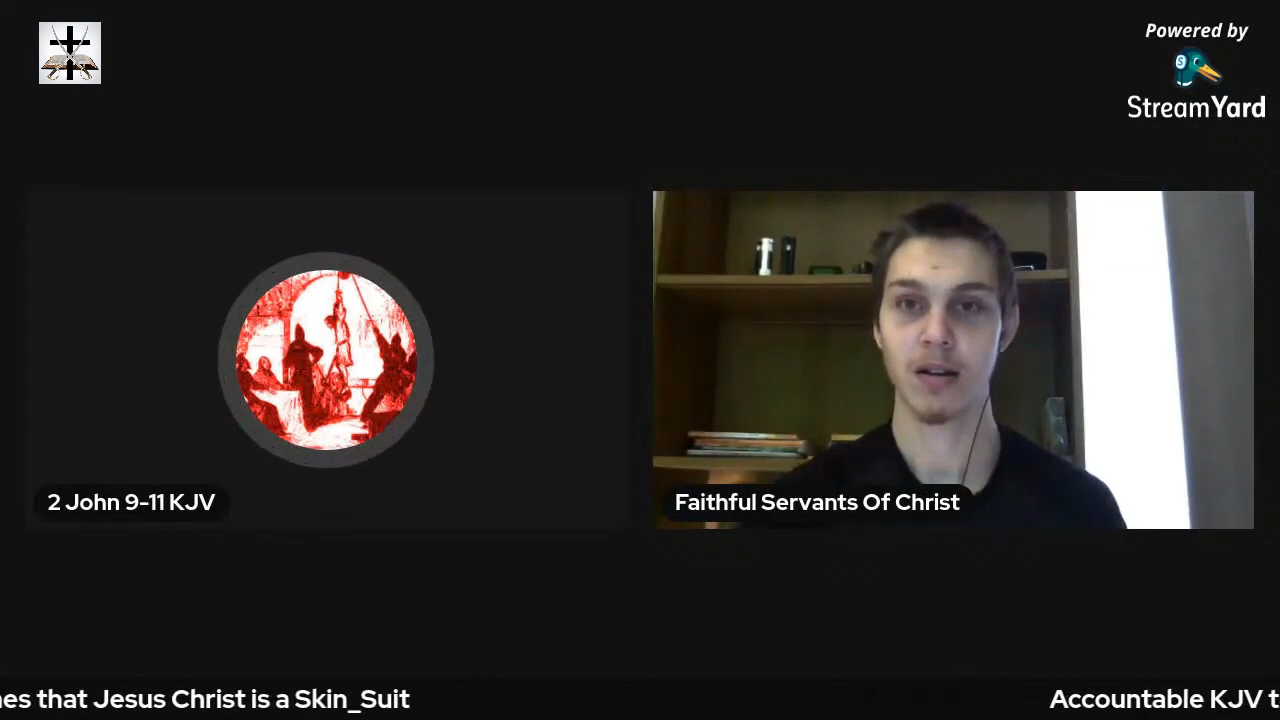 Powered by
S
StreamYard
2 John 9-11 KJV
Faithful Servants Of Christ
that Jesus Christ is a Skin_Suit
Accountable KJV